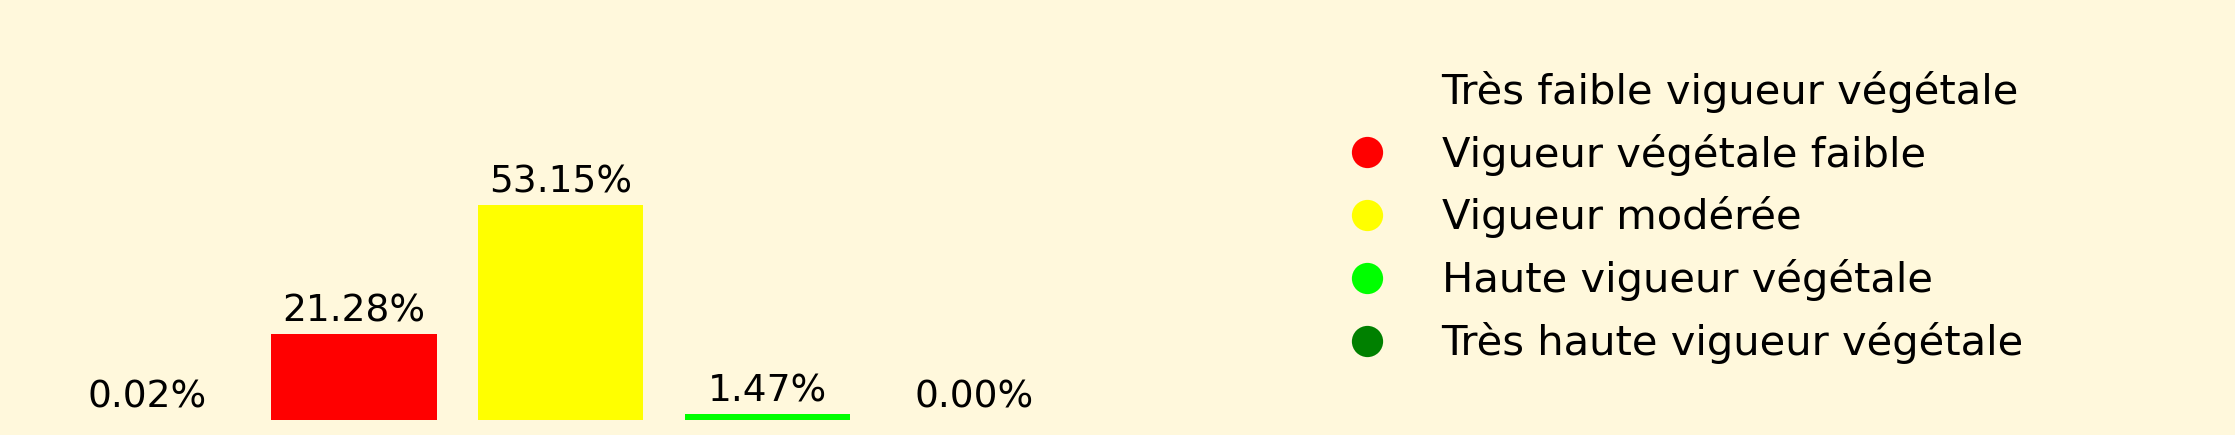 53.15%
21.28%
0.02%
1.47%
0.00%
Très faible vigueur végétale
Vigueur végétale faible
Vigueur modérée
Haute vigueur végétale
Très haute vigueur végétale